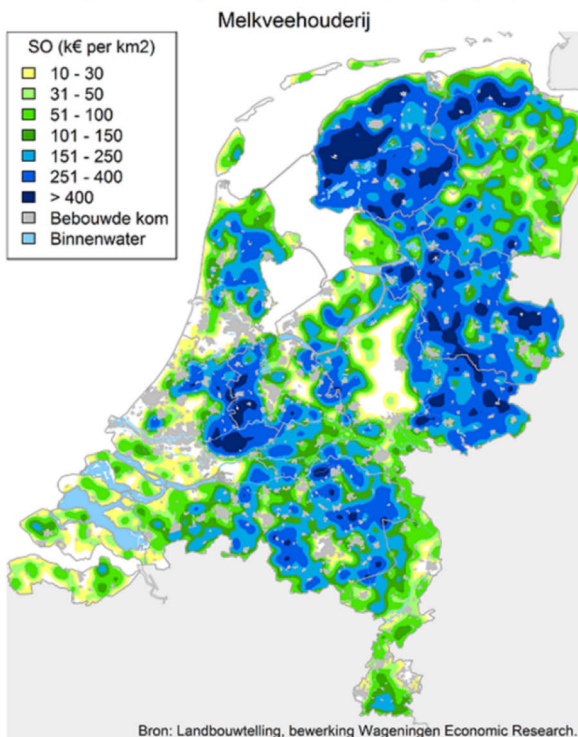 Melkveehouderij
SO (k€ per km2)
10 - 30
31 - 50
51 - 100
101 - 150
151 - 250
251 - 400
> 400
Bebouwde kom
Binnenwater
Bron: Landbouwtelling, bewerking Wageningen Economic Research.